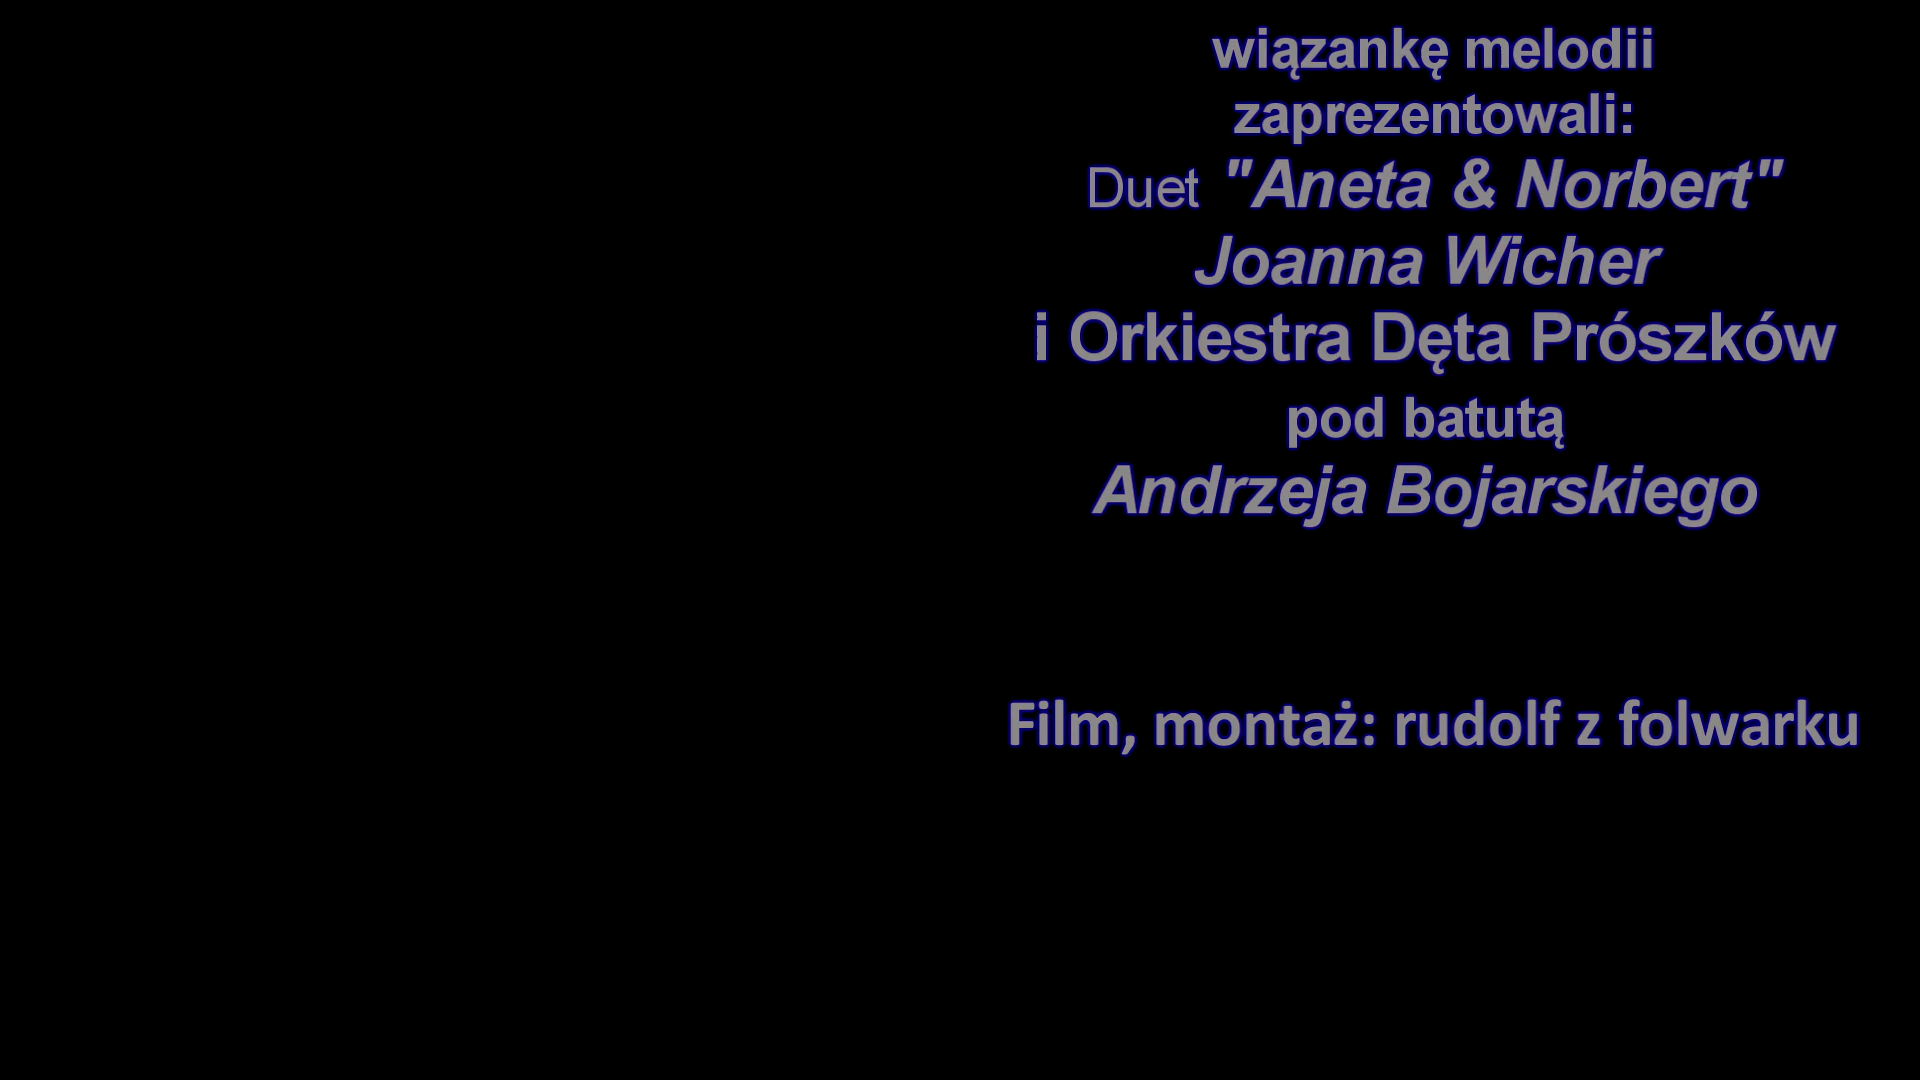 wiązankę melodii
zaprezentowali:
Duet "Aneta & Norbert"
Joanna Wicher
i Orkiestra Dęta Prószków
pod batutą
Andrzeja Bojarskiego
Film, montaż: rudolf z folwarku